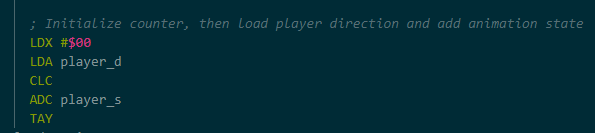 ; Initialize counter, then load player direction and add animation state
LDX #$00
LDA player_d
CLC
ADC player_s
TAY